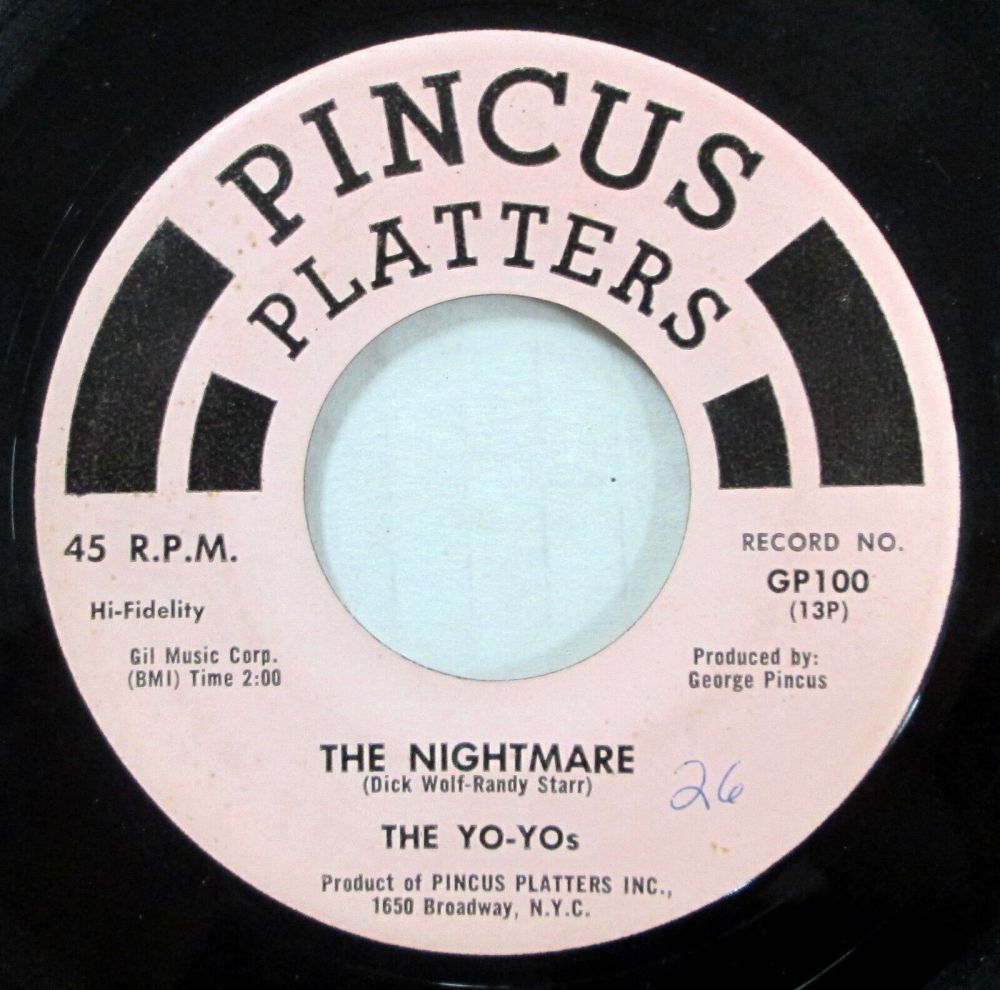 PINCUS
PLATTERS
45 R.P.M.
Hi-Fidelity
Gil Music Corp.
(BMI) Time 2:00
RECORD NO.
GP100
(13P)
Produced by:
George Pincus
THE NIGHTMARE
(Dick Wolf-Randy Starr)
26
THE YO-YOs
Product of PINCUS PLATTERS INC.,
1650 Broadway, N.Y.C.